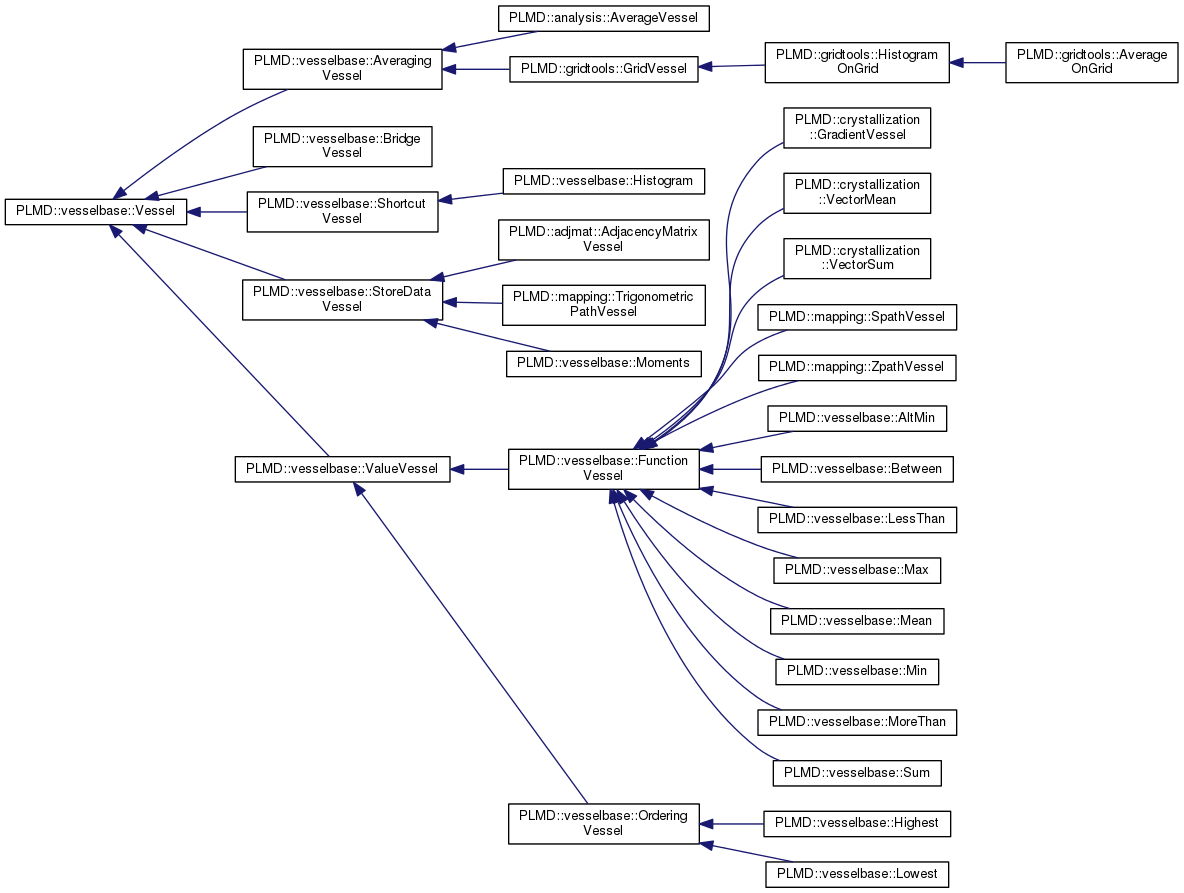 PLMD::analysis::AverageVessel
PLMD::vesselbase::Averaging
Vessel
PLMD::gridtools::GridVessel
PLMD::gridtools::Histogram
OnGrid
PLMD::gridtools::Average
OnGrid
PLMD::vesselbase::Bridge
Vessel
PLMD::vesselbase::Vessel
PLMD::vesselbase::Shortcut
Vessel
PLMD::vesselbase::Histogram
PLMD::vesselbase::StoreData
Vessel
PLMD::adjmat::AdjacencyMatrix
Vessel
PLMD::mapping::Trigonometric
PathVessel
PLMD::vesselbase::Moments
PLMD::vesselbase::ValueVessel
PLMD::vesselbase::Function
Vessel
PLMD::crystallization
::GradientVessel
PLMD::crystallization
::VectorMean
PLMD::crystallization
::VectorSum
PLMD::mapping::SpathVessel
PLMD::mapping::ZpathVessel
PLMD::vesselbase::AltMin
PLMD::vesselbase::Between
PLMD::vesselbase::LessThan
PLMD::vesselbase::Max
PLMD::vesselbase::Mean
PLMD::vesselbase::Min
PLMD::vesselbase::MoreThan
PLMD::vesselbase::Sum
PLMD::vesselbase::Ordering
Vessel
PLMD::vesselbase::Highest
PLMD::vesselbase::Lowest